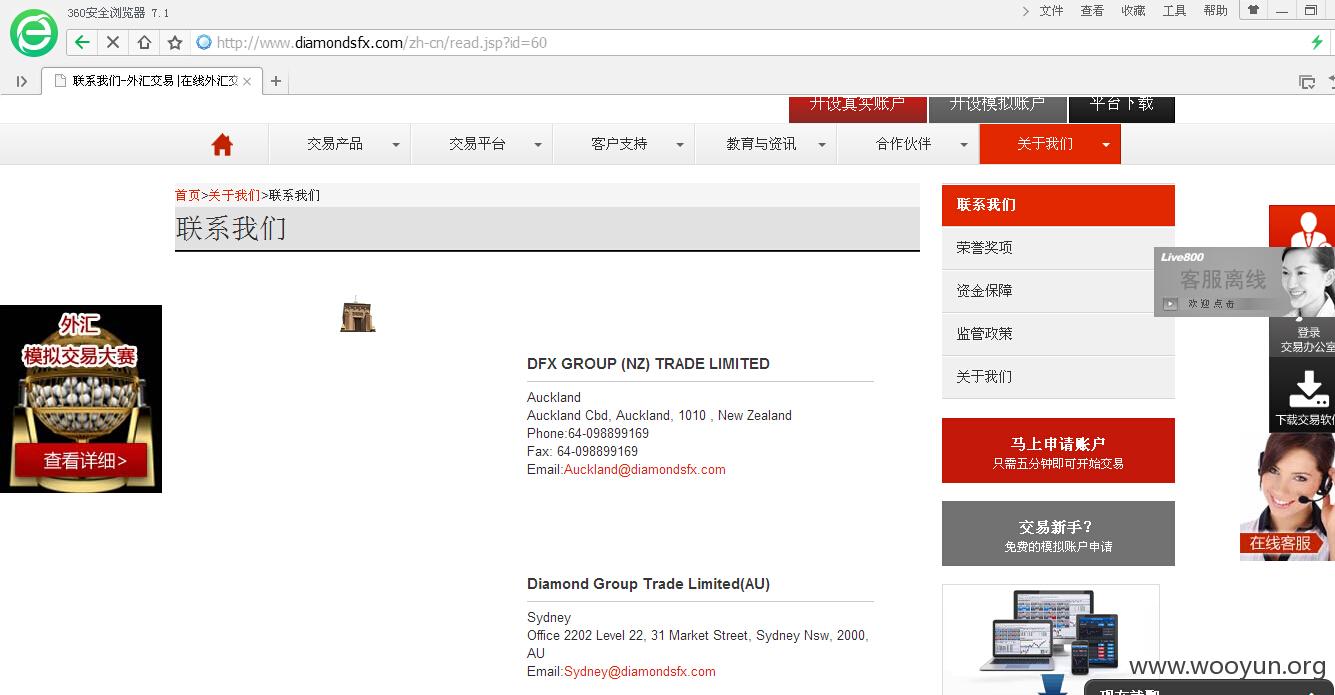 360安全浏览器 7.1
文件 查看 收藏 工具 帮助
http://www.diamondsfx.com/zh-cn/read.jsp?id=60
联系我们-外汇交易 |在线外汇交
开设真实账户 开设模拟账户 平台下载
交易产品 交易平台 客户支持 教育与资讯 合作伙伴 关于我们
首页>关于我们>联系我们
联系我们
DFX GROUP (NZ) TRADE LIMITED
Auckland
Auckland Cbd, Auckland, 1010 , New Zealand
Phone:64-098899169
Fax: 64-098899169
Email:Auckland@diamondsfx.com
Diamond Group Trade Limited(AU)
Sydney
Office 2202 Level 22, 31 Market Street, Sydney Nsw, 2000,
AU
Email:Sydney@diamondsfx.com
外汇
模拟交易大赛
查看详细>
联系我们
荣誉奖项
资金保障
监管政策
关于我们
马上申请账户
只需五分钟即可开始交易
交易新手?
免费的模拟账户申请
Live800
客服离线
欢迎点击
登录
交易办公室
下载交易软件
在线客服
www.wooyun.org
现在就聊